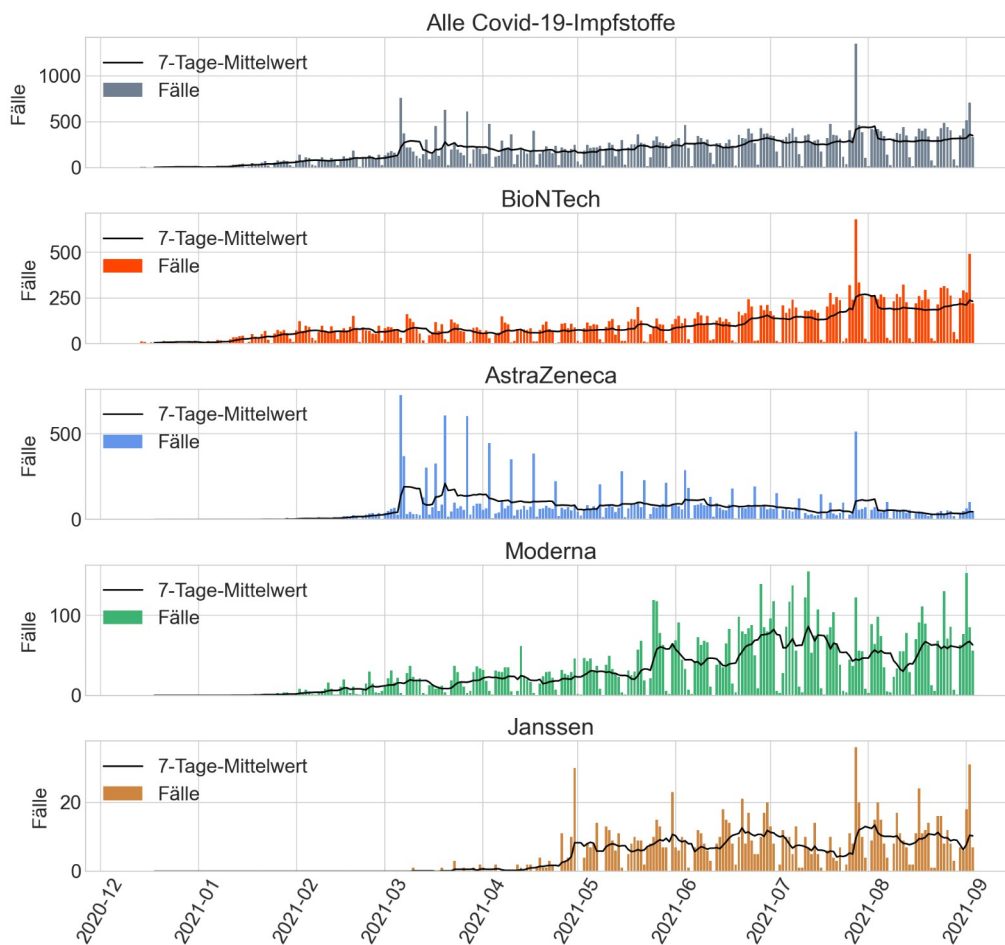 Alle Covid-19-Impfstoffe
Fälle
1000
500
0
7-Tage-Mittelwert
Fälle
BioNTech
Fälle
500
250
0
7-Tage-Mittelwert
Fälle
AstraZeneca
Fälle
500
0
7-Tage-Mittelwert
Fälle
Moderna
Fälle
100
0
7-Tage-Mittelwert
Fälle
Janssen
Fälle
20
0
7-Tage-Mittelwert
Fälle
2020-12
2021-01
2021-02
2021-03
2021-04
2021-05
2021-06
2021-07
2021-08
2021-09